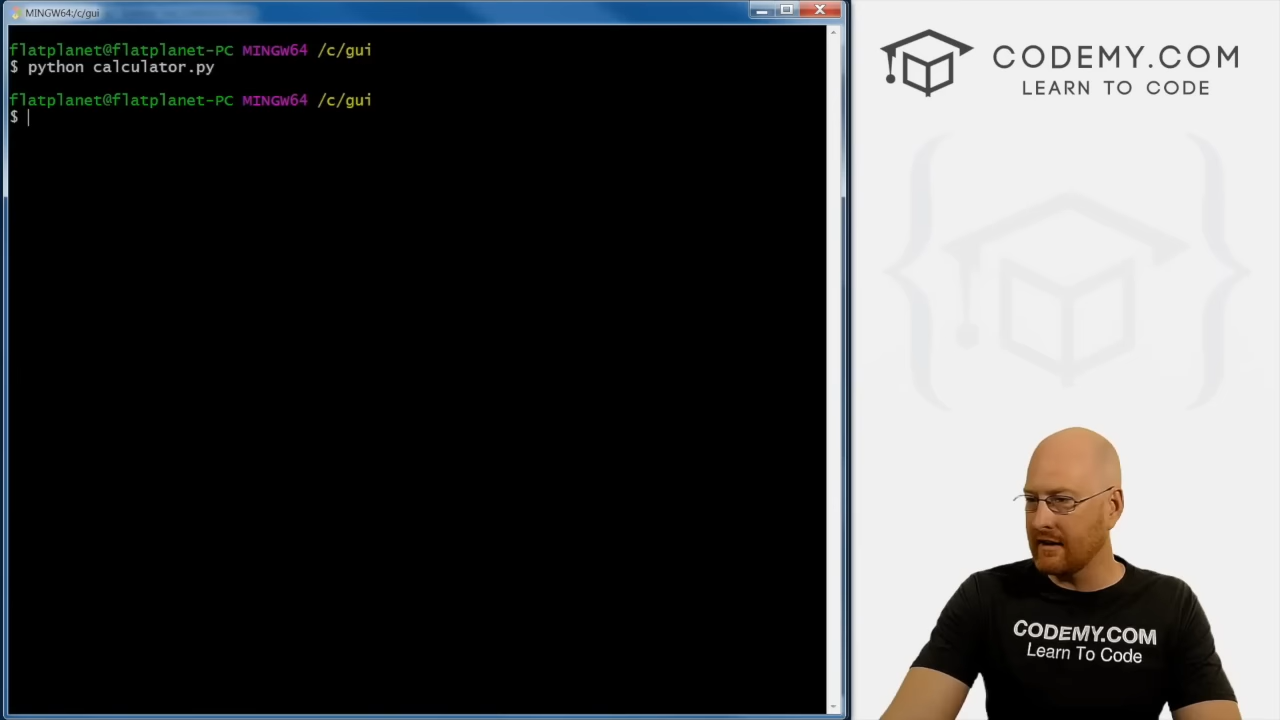 MINGW64:/c/gui
flatplanet@flatplanet-PC MINGW64 /c/gui
$ python calculator.py
flatplanet@flatplanet-PC MINGW64 /c/gui
$
CODEMY.COM
LEARN TO CODE
CODEMY.COM
Learn To Code